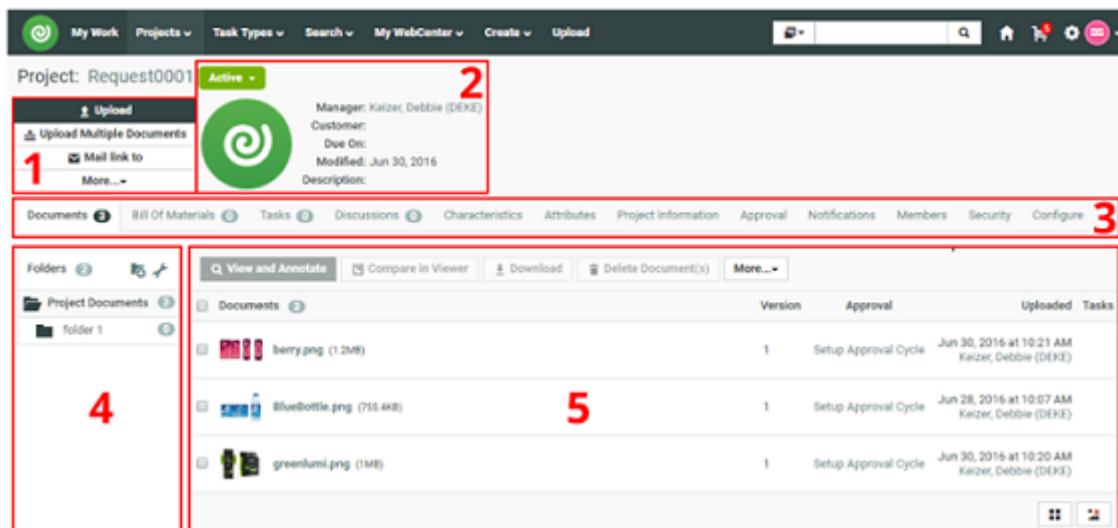 My Work Projects Task Types Search My WebCenter Create Upload 5
Project: Request0001 Active
2
Upload
Upload Multiple Documents
Mail link to
More...
1
Manager: Keizer, Debbie (DEKE)
Customer:
Due On:
Modified: Jun 30, 2016
Description:
Documents 3 Bill Of Materials 0 Tasks 0 Discussions 0 Characteristics Attributes Project Information Approval Notifications Members Security Configure
3
Folders 2
Project Documents 3
folder 1 0
4
View and Annotate Compare in Viewer Download Delete Document(s) More...
Documents 3 Version Approval Uploaded Tasks
berry.png (1.2MB) 1 Setup Approval Cycle Jun 30, 2016 at 10:21 AM
Keizer, Debbie (DEKE)
BlueBottle.png (755.4KB) 1 Setup Approval Cycle Jun 28, 2016 at 10:07 AM
Keizer, Debbie (DEKE)
greenlumi.png (1MB) 1 Setup Approval Cycle Jun 30, 2016 at 10:20 AM
Keizer, Debbie (DEKE)
5